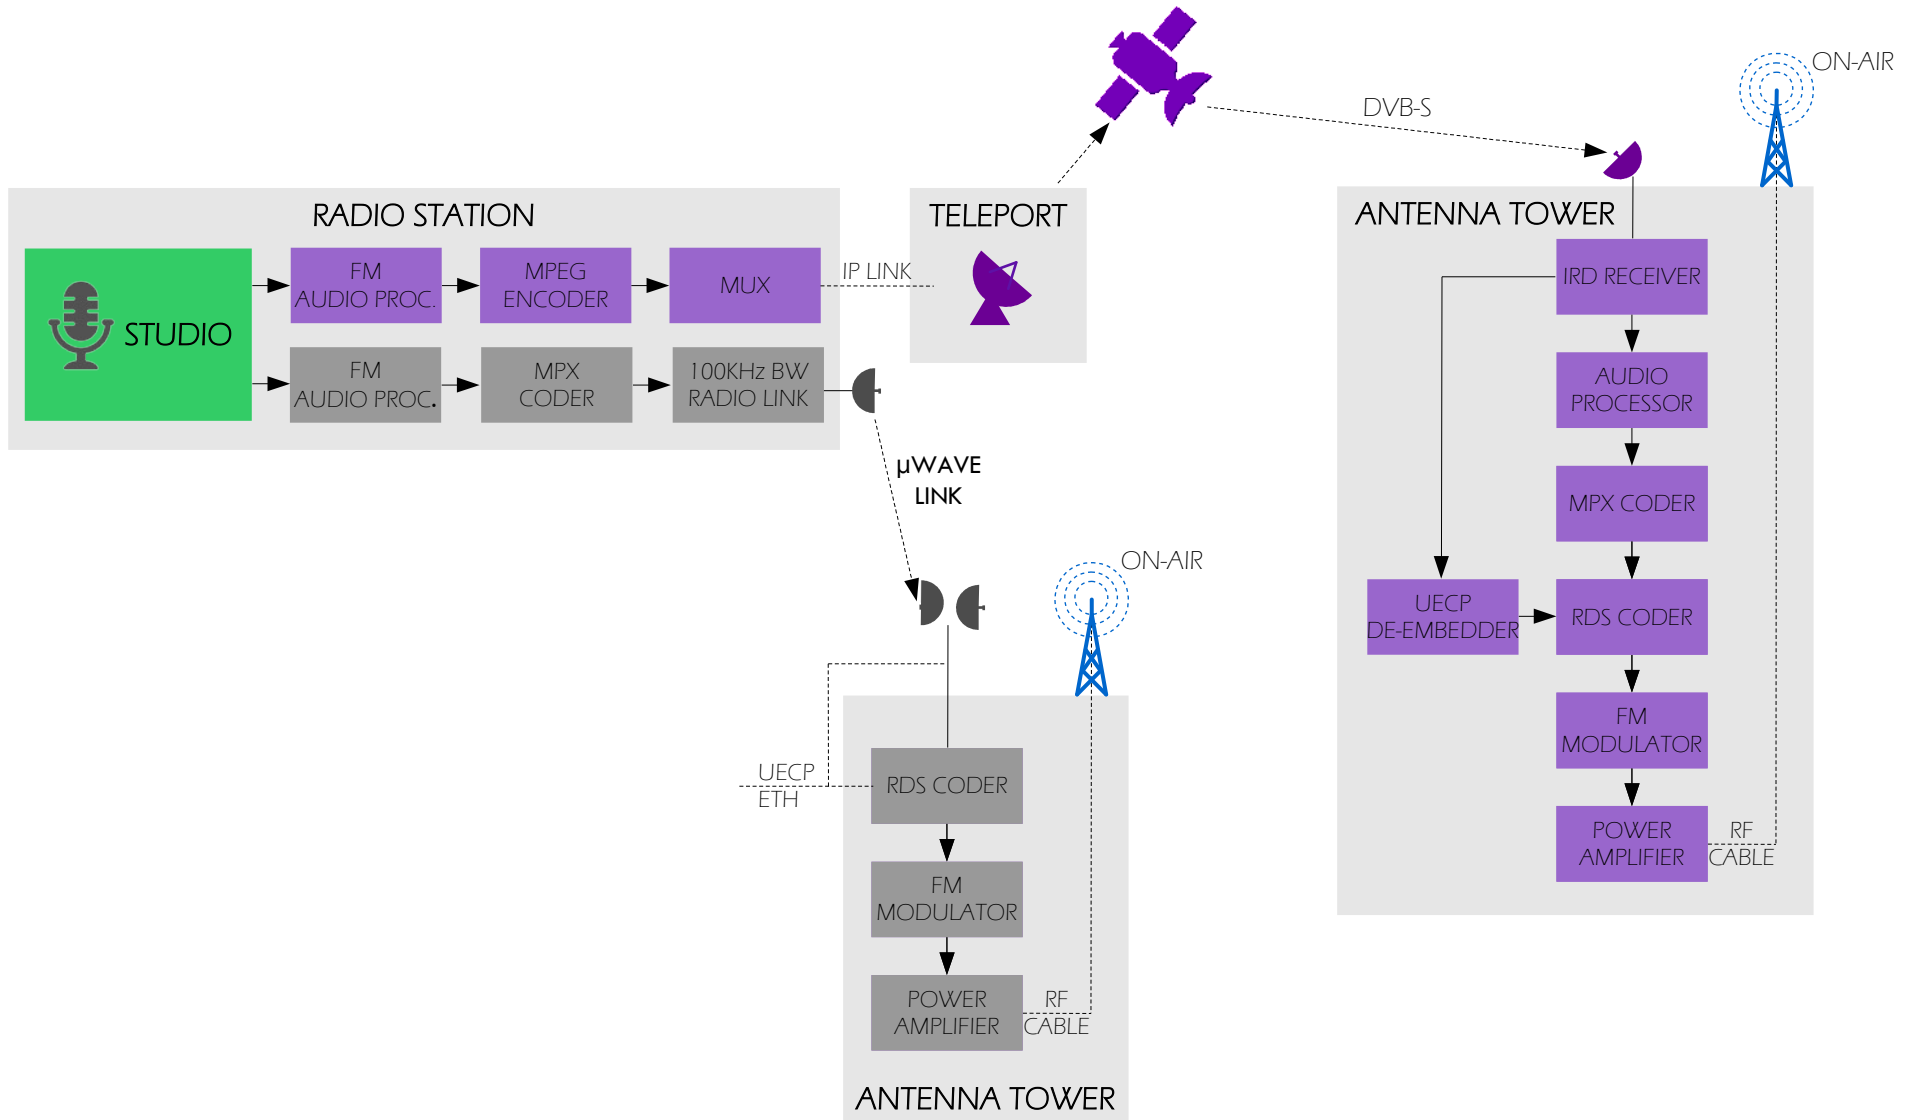 ON-AIR
DVB-S
RADIO STATION
STUDIO
FM
AUDIO PROC.
MPEG
ENCODER
MUX
IP LINK
FM
AUDIO PROC.
MPX
CODER
100KHz BW
RADIO LINK
TELEPORT
µWAVE
LINK
ON-AIR
UECP
ETH
RDS CODER
FM
MODULATOR
POWER
AMPLIFIER
RF
CABLE
ANTENNA TOWER
ANTENNA TOWER
IRD RECEIVER
AUDIO
PROCESSOR
MPX CODER
UECP
DE-EMBEDDER
RDS CODER
FM
MODULATOR
POWER
AMPLIFIER
RF
CABLE